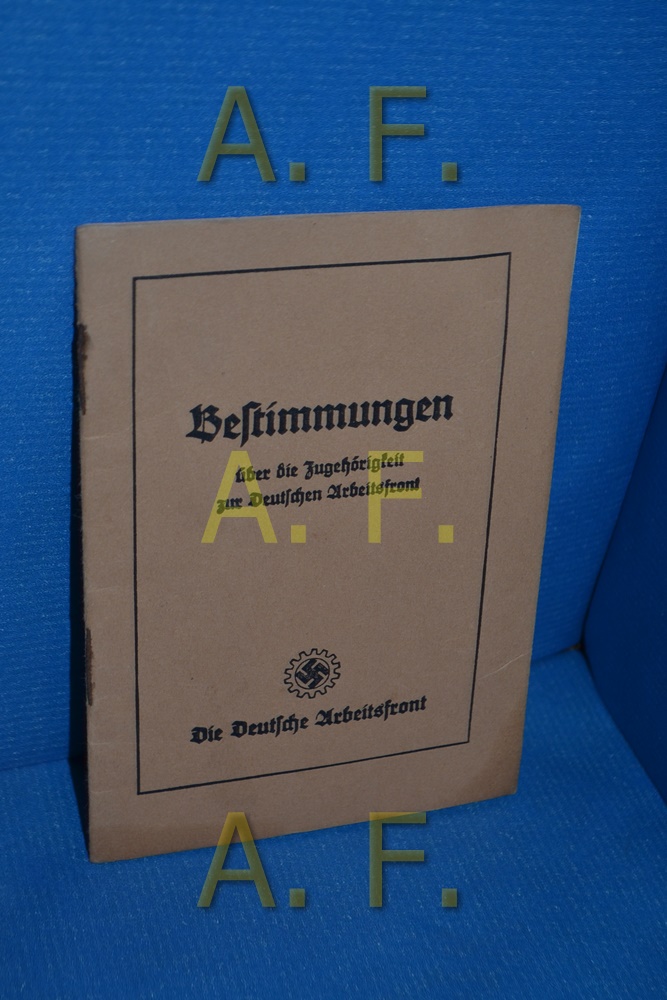 A. F.
Bestimmungen
über die Zugehörigkeit
zur Deutschen Arbeitsfront
A. F.
Die Deutsche Arbeitsfront
A. F.